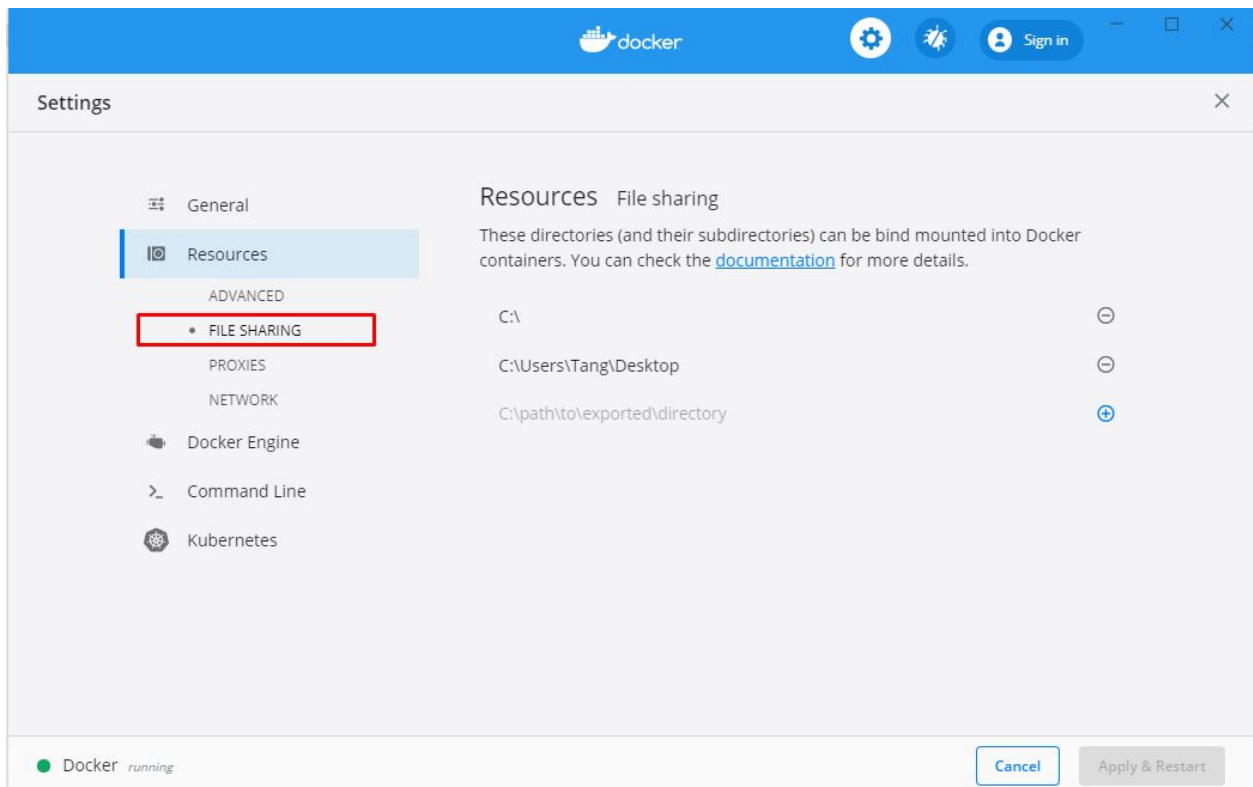 docker
Sign in
Settings
General
Resources
ADVANCED
FILE SHARING
PROXIES
NETWORK
Docker Engine
Command Line
Kubernetes
Resources File sharing
These directories (and their subdirectories) can be bind mounted into Docker
containers. You can check the documentation for more details.
C:\
C:\Users\Tang\Desktop
C:\path\to\exported\directory
Docker running
Cancel
Apply & Restart